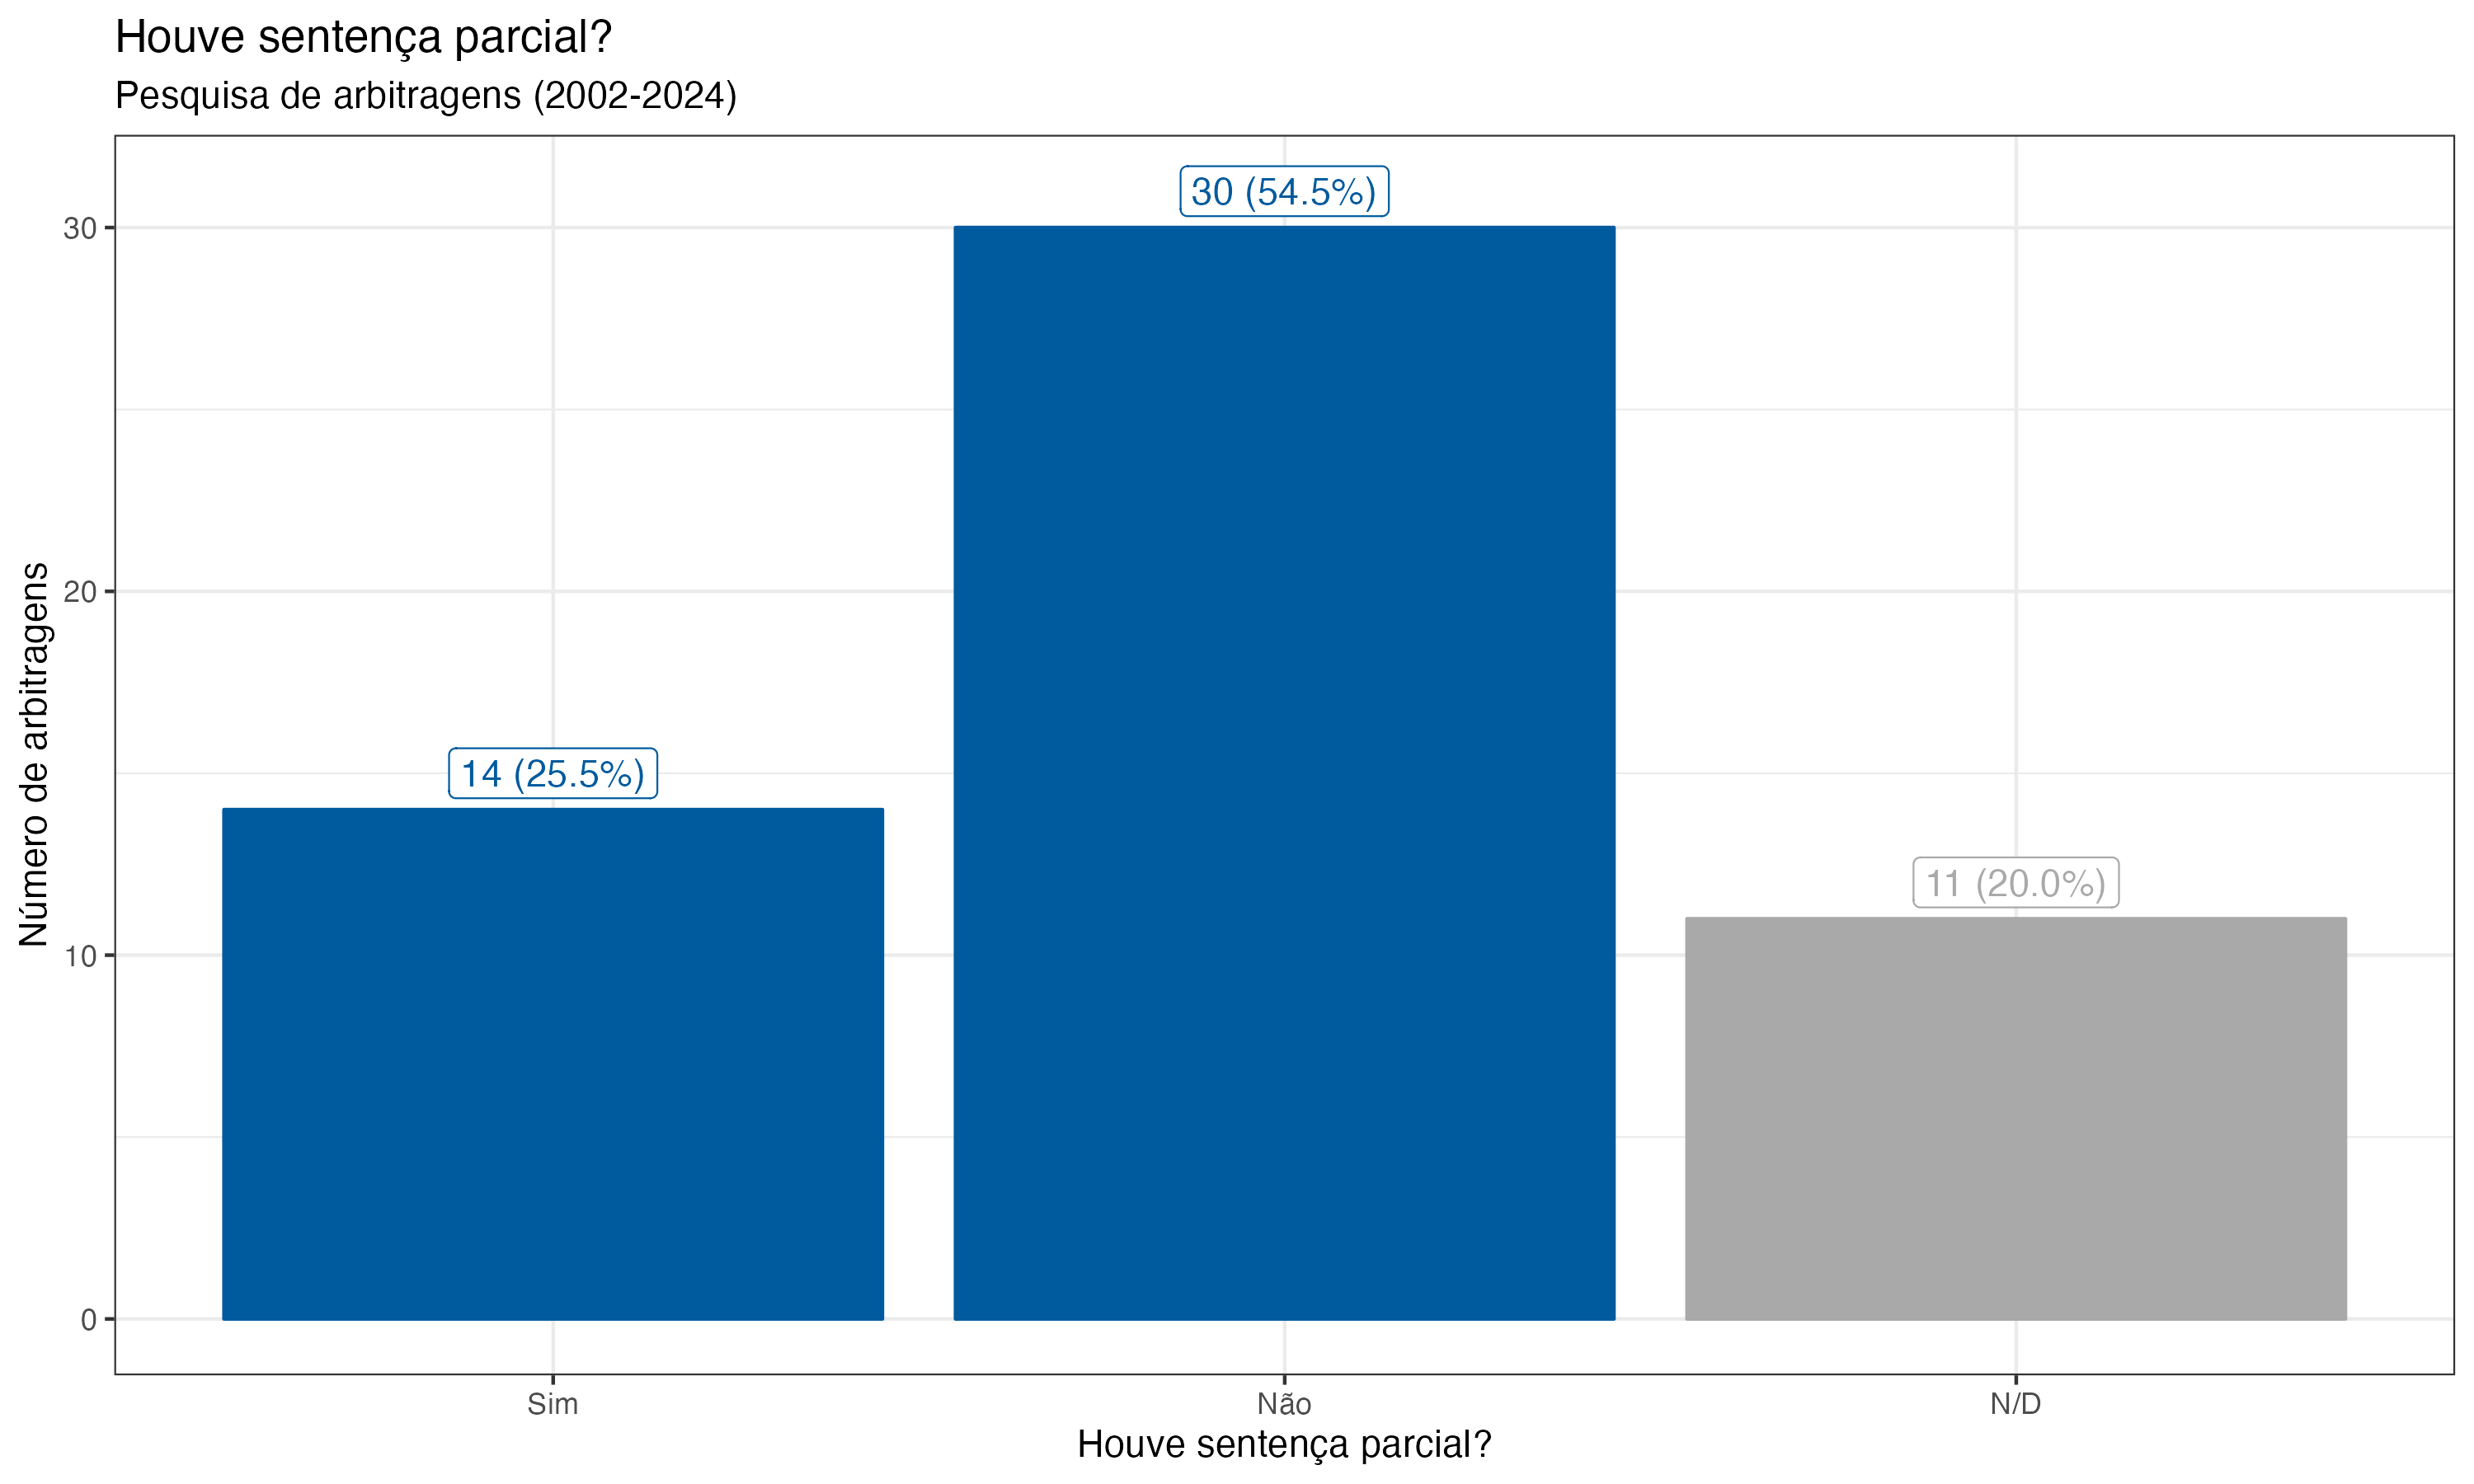 Houve sentença parcial?
Pesquisa de arbitragens (2002-2024)
Número de arbitragens
30
20
10
0
14 (25.5%)
30 (54.5%)
11 (20.0%)
Sim
Não
N/D
Houve sentença parcial?